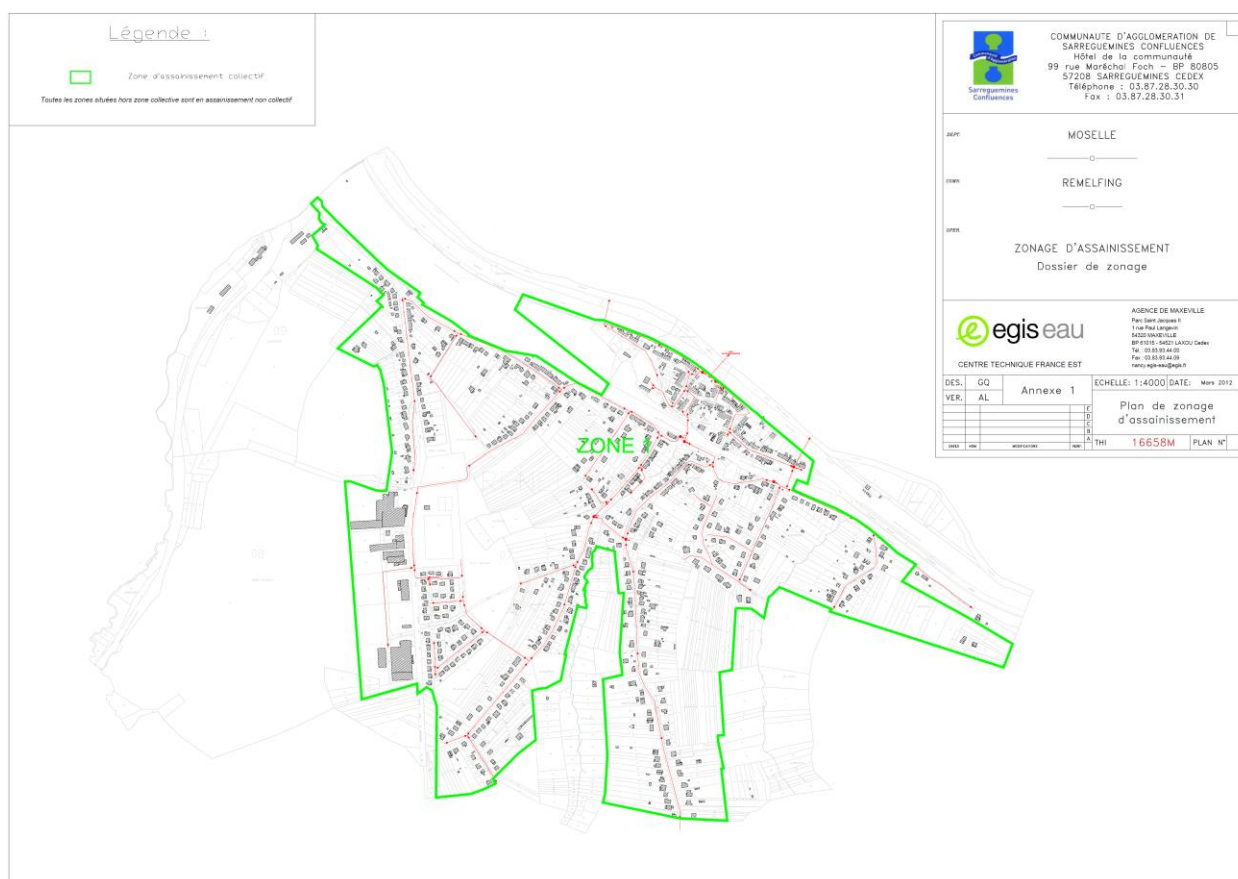 Légende :
Zone d'assainissement collectif
Toutes les zones situées hors zone collective sont en assainissement non collectif
ZONE 1
Sarreguemines
Confluences
COMMUNAUTE D'AGGLOMERATION DE
SARREGUEMINES CONFLUENCES
Hôtel de la communauté
99 rue Maréchal Foch - BP 80805
57208 SARREGUEMINES CEDEX
Téléphone : 03.87.28.30.30
Fax : 03.87.28.30.31
DEPT.
MOSELLE
COMM.
REMELFING
OPER.
ZONAGE D'ASSAINISSEMENT
Dossier de zonage
egis eau
CENTRE TECHNIQUE FRANCE EST
AGENCE DE MAXEVILLE
Parc Saint Jacques II
1 rue Paul Langevin
54320 MAXEVILLE
BP 61015 - 54521 LAXOU Cedex
Tél. : 03.83.93.44.00
Fax : 03.83.93.44.09
nancy.egis-eau@egis.fr
DES. GQ
VER. AL
Annexe 1
ECHELLE: 1:4000 DATE: Mars 2012
Plan de zonage
d'assainissement
E
D
C
B
A
THI 16658M PLAN N°